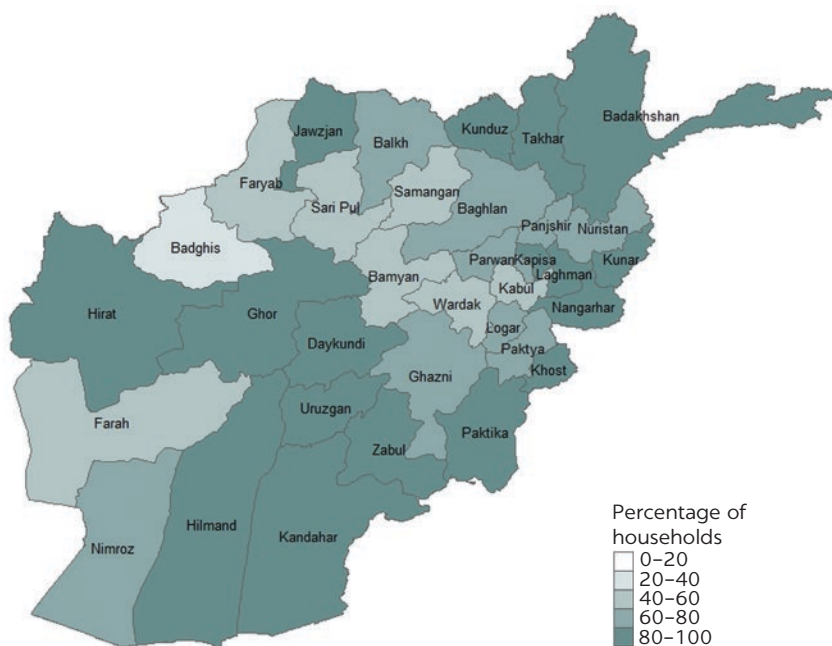 Jawzjan
Balkh
Kunduz
Takhar
Badakhshan
Faryab
Sari Pul
Samangan
Baghlan
Panjshir
Nuristan
Badghis
Bamyan
Parwan
Kapisa
Laghman
Kunar
Kabul
Wardak
Nangarhar
Hirat
Ghor
Daykundi
Logar
Paktya
Khost
Ghazni
Uruzgan
Farah
Zabul
Paktika
Hilmand
Kandahar
Nimroz
Percentage of
households
0–20
20–40
40–60
60–80
80–100